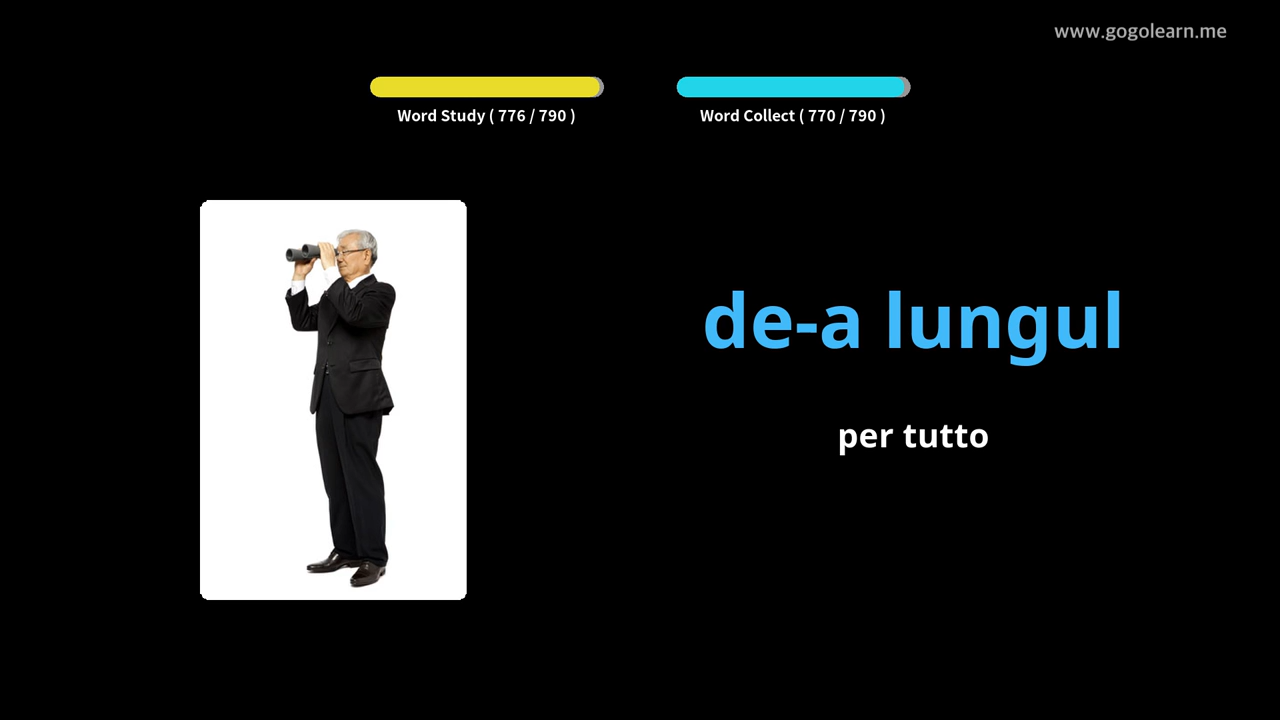 www.gogolearn.me
Word Study ( 776 / 790 )
Word Collect ( 770 / 790 )
de-a lungul
per tutto